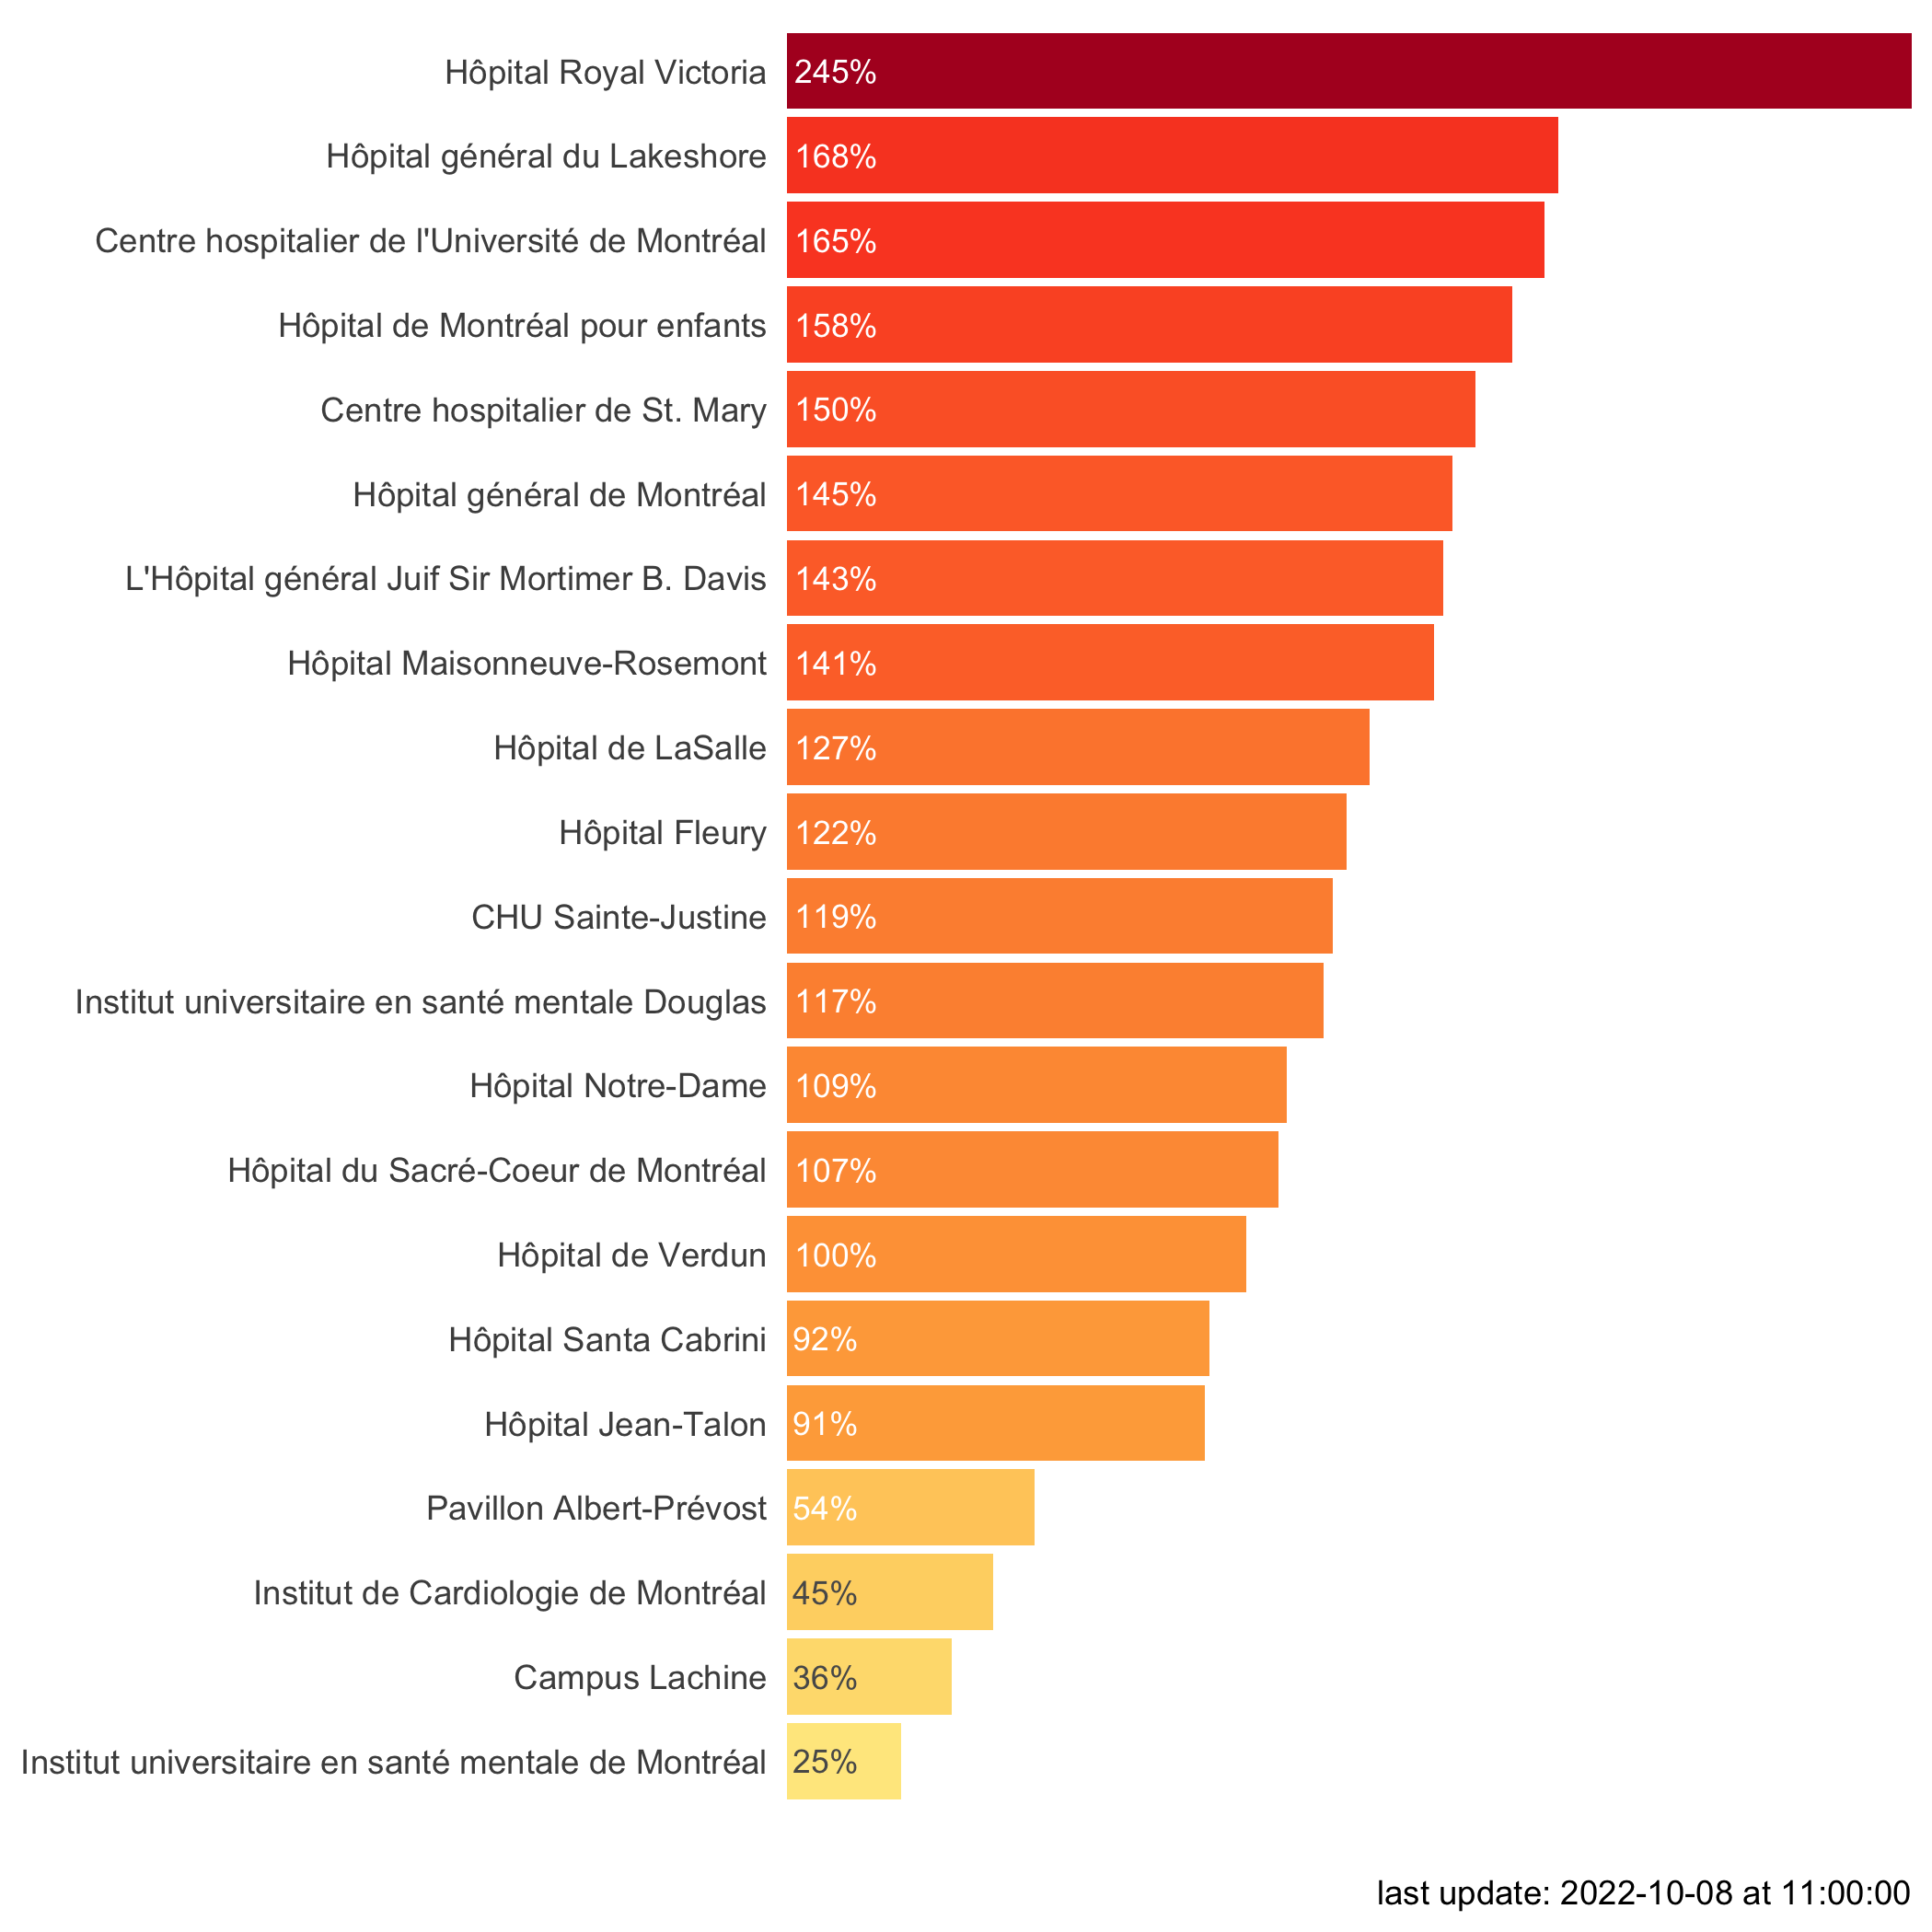 Hôpital Royal Victoria 245%
Hôpital général du Lakeshore 168%
Centre hospitalier de l'Université de Montréal 165%
Hôpital de Montréal pour enfants 158%
Centre hospitalier de St. Mary 150%
Hôpital général de Montréal 145%
L'Hôpital général Juif Sir Mortimer B. Davis 143%
Hôpital Maisonneuve-Rosemont 141%
Hôpital de LaSalle 127%
Hôpital Fleury 122%
CHU Sainte-Justine 119%
Institut universitaire en santé mentale Douglas 117%
Hôpital Notre-Dame 109%
Hôpital du Sacré-Coeur de Montréal 107%
Hôpital de Verdun 100%
Hôpital Santa Cabrini 92%
Hôpital Jean-Talon 91%
Pavillon Albert-Prévost 54%
Institut de Cardiologie de Montréal 45%
Campus Lachine 36%
Institut universitaire en santé mentale de Montréal 25%
last update: 2022-10-08 at 11:00:00